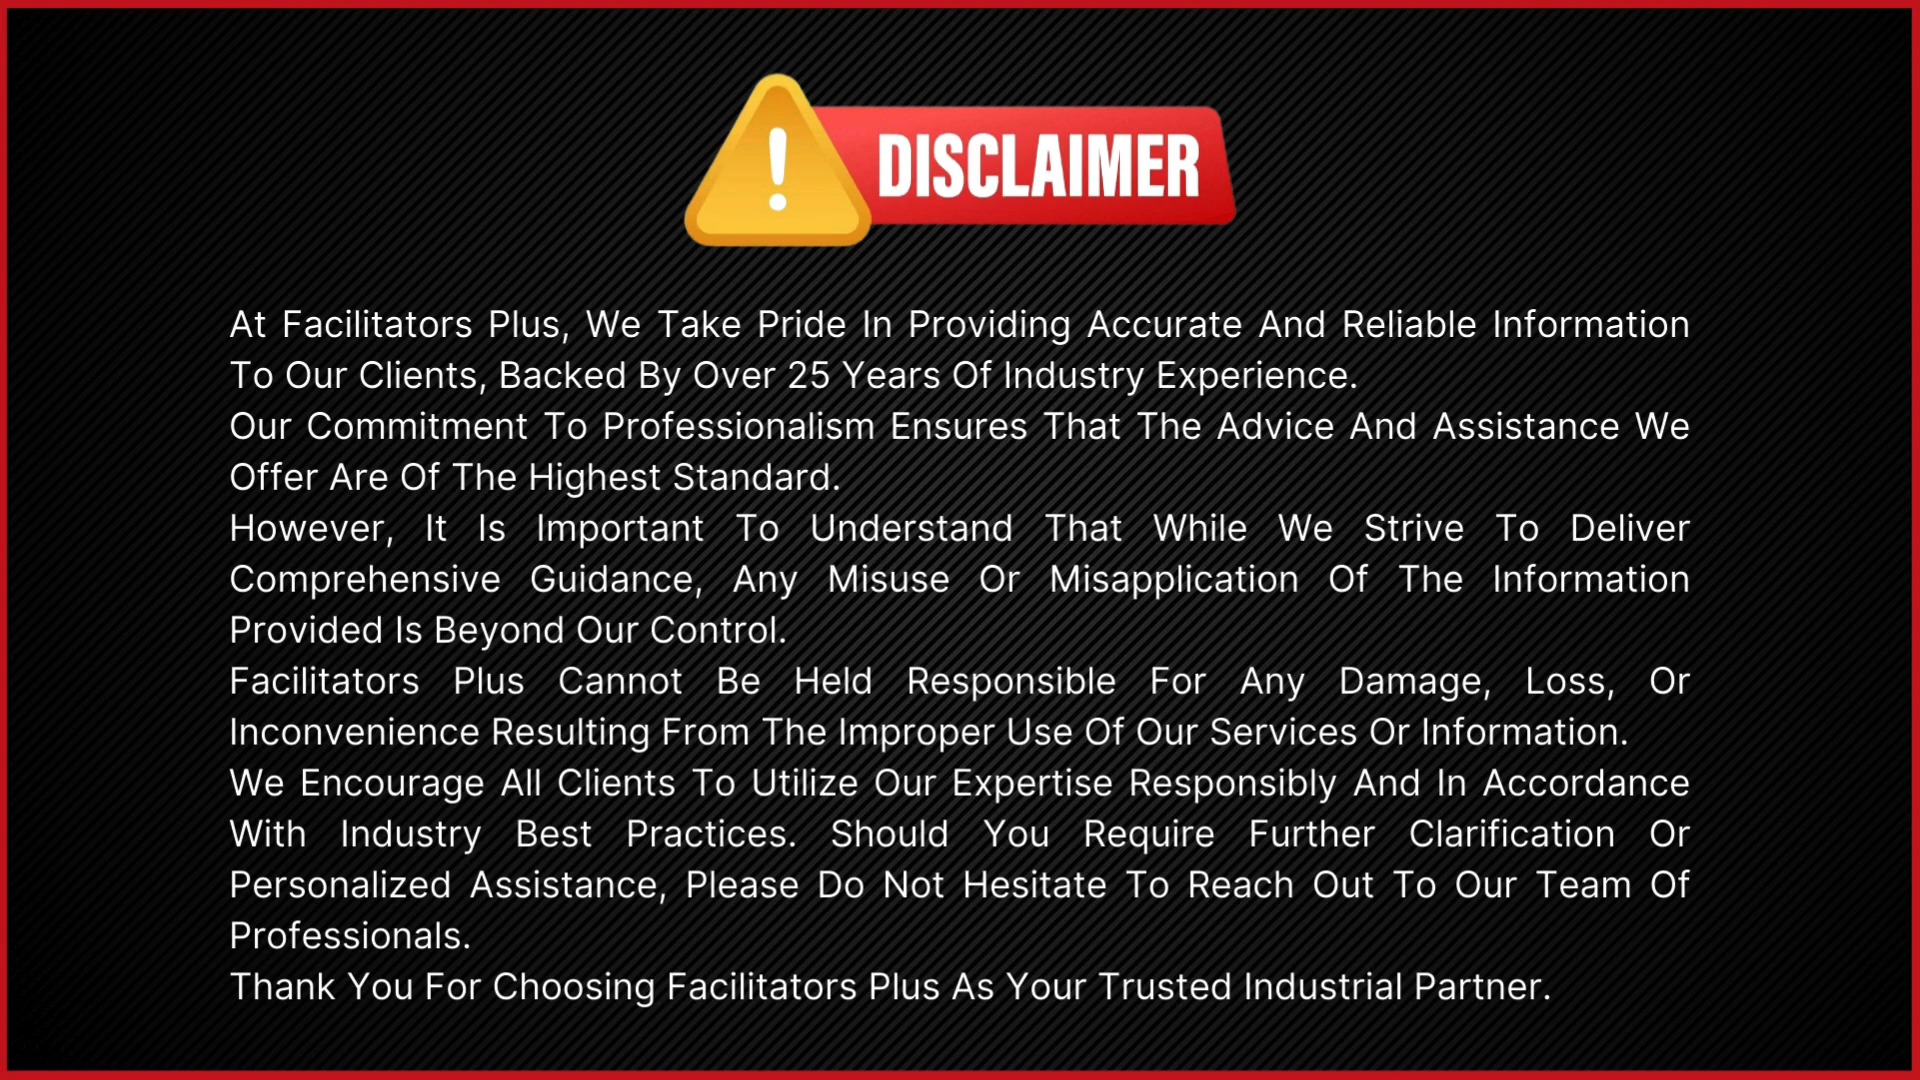 !
DISCLAIMER
At Facilitators Plus, We Take Pride In Providing Accurate And Reliable Information
To Our Clients, Backed By Over 25 Years Of Industry Experience.
Our Commitment To Professionalism Ensures That The Advice And Assistance We
Offer Are Of The Highest Standard.
However, It Is Important To Understand That While We Strive To Deliver
Comprehensive Guidance, Any Misuse Or Misapplication Of The Information
Provided Is Beyond Our Control.
Facilitators Plus Cannot Be Held Responsible For Any Damage, Loss, Or
Inconvenience Resulting From The Improper Use Of Our Services Or Information.
We Encourage All Clients To Utilize Our Expertise Responsibly And In Accordance
With Industry Best Practices. Should You Require Further Clarification Or
Personalized Assistance, Please Do Not Hesitate To Reach Out To Our Team Of
Professionals.
Thank You For Choosing Facilitators Plus As Your Trusted Industrial Partner.